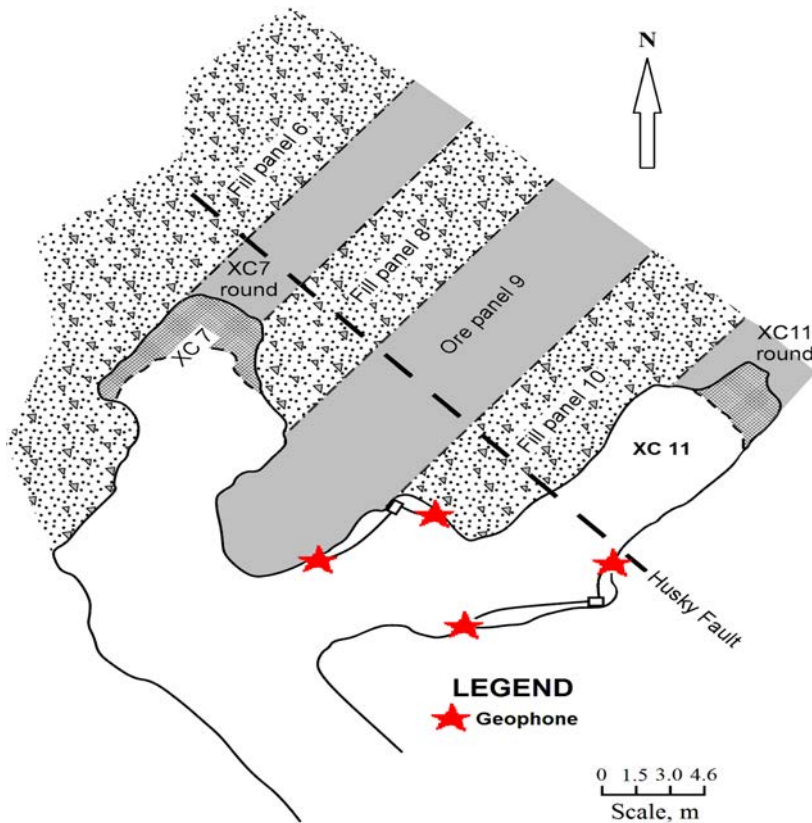 N
Fill panel 6
XC7
round
Fill panel 8
XC 7
Ore panel 9
XC11
round
Fill panel 10
XC 11
Husky Fault
LEGEND
Geophone
0 1.5 3.0 4.6
Scale, m